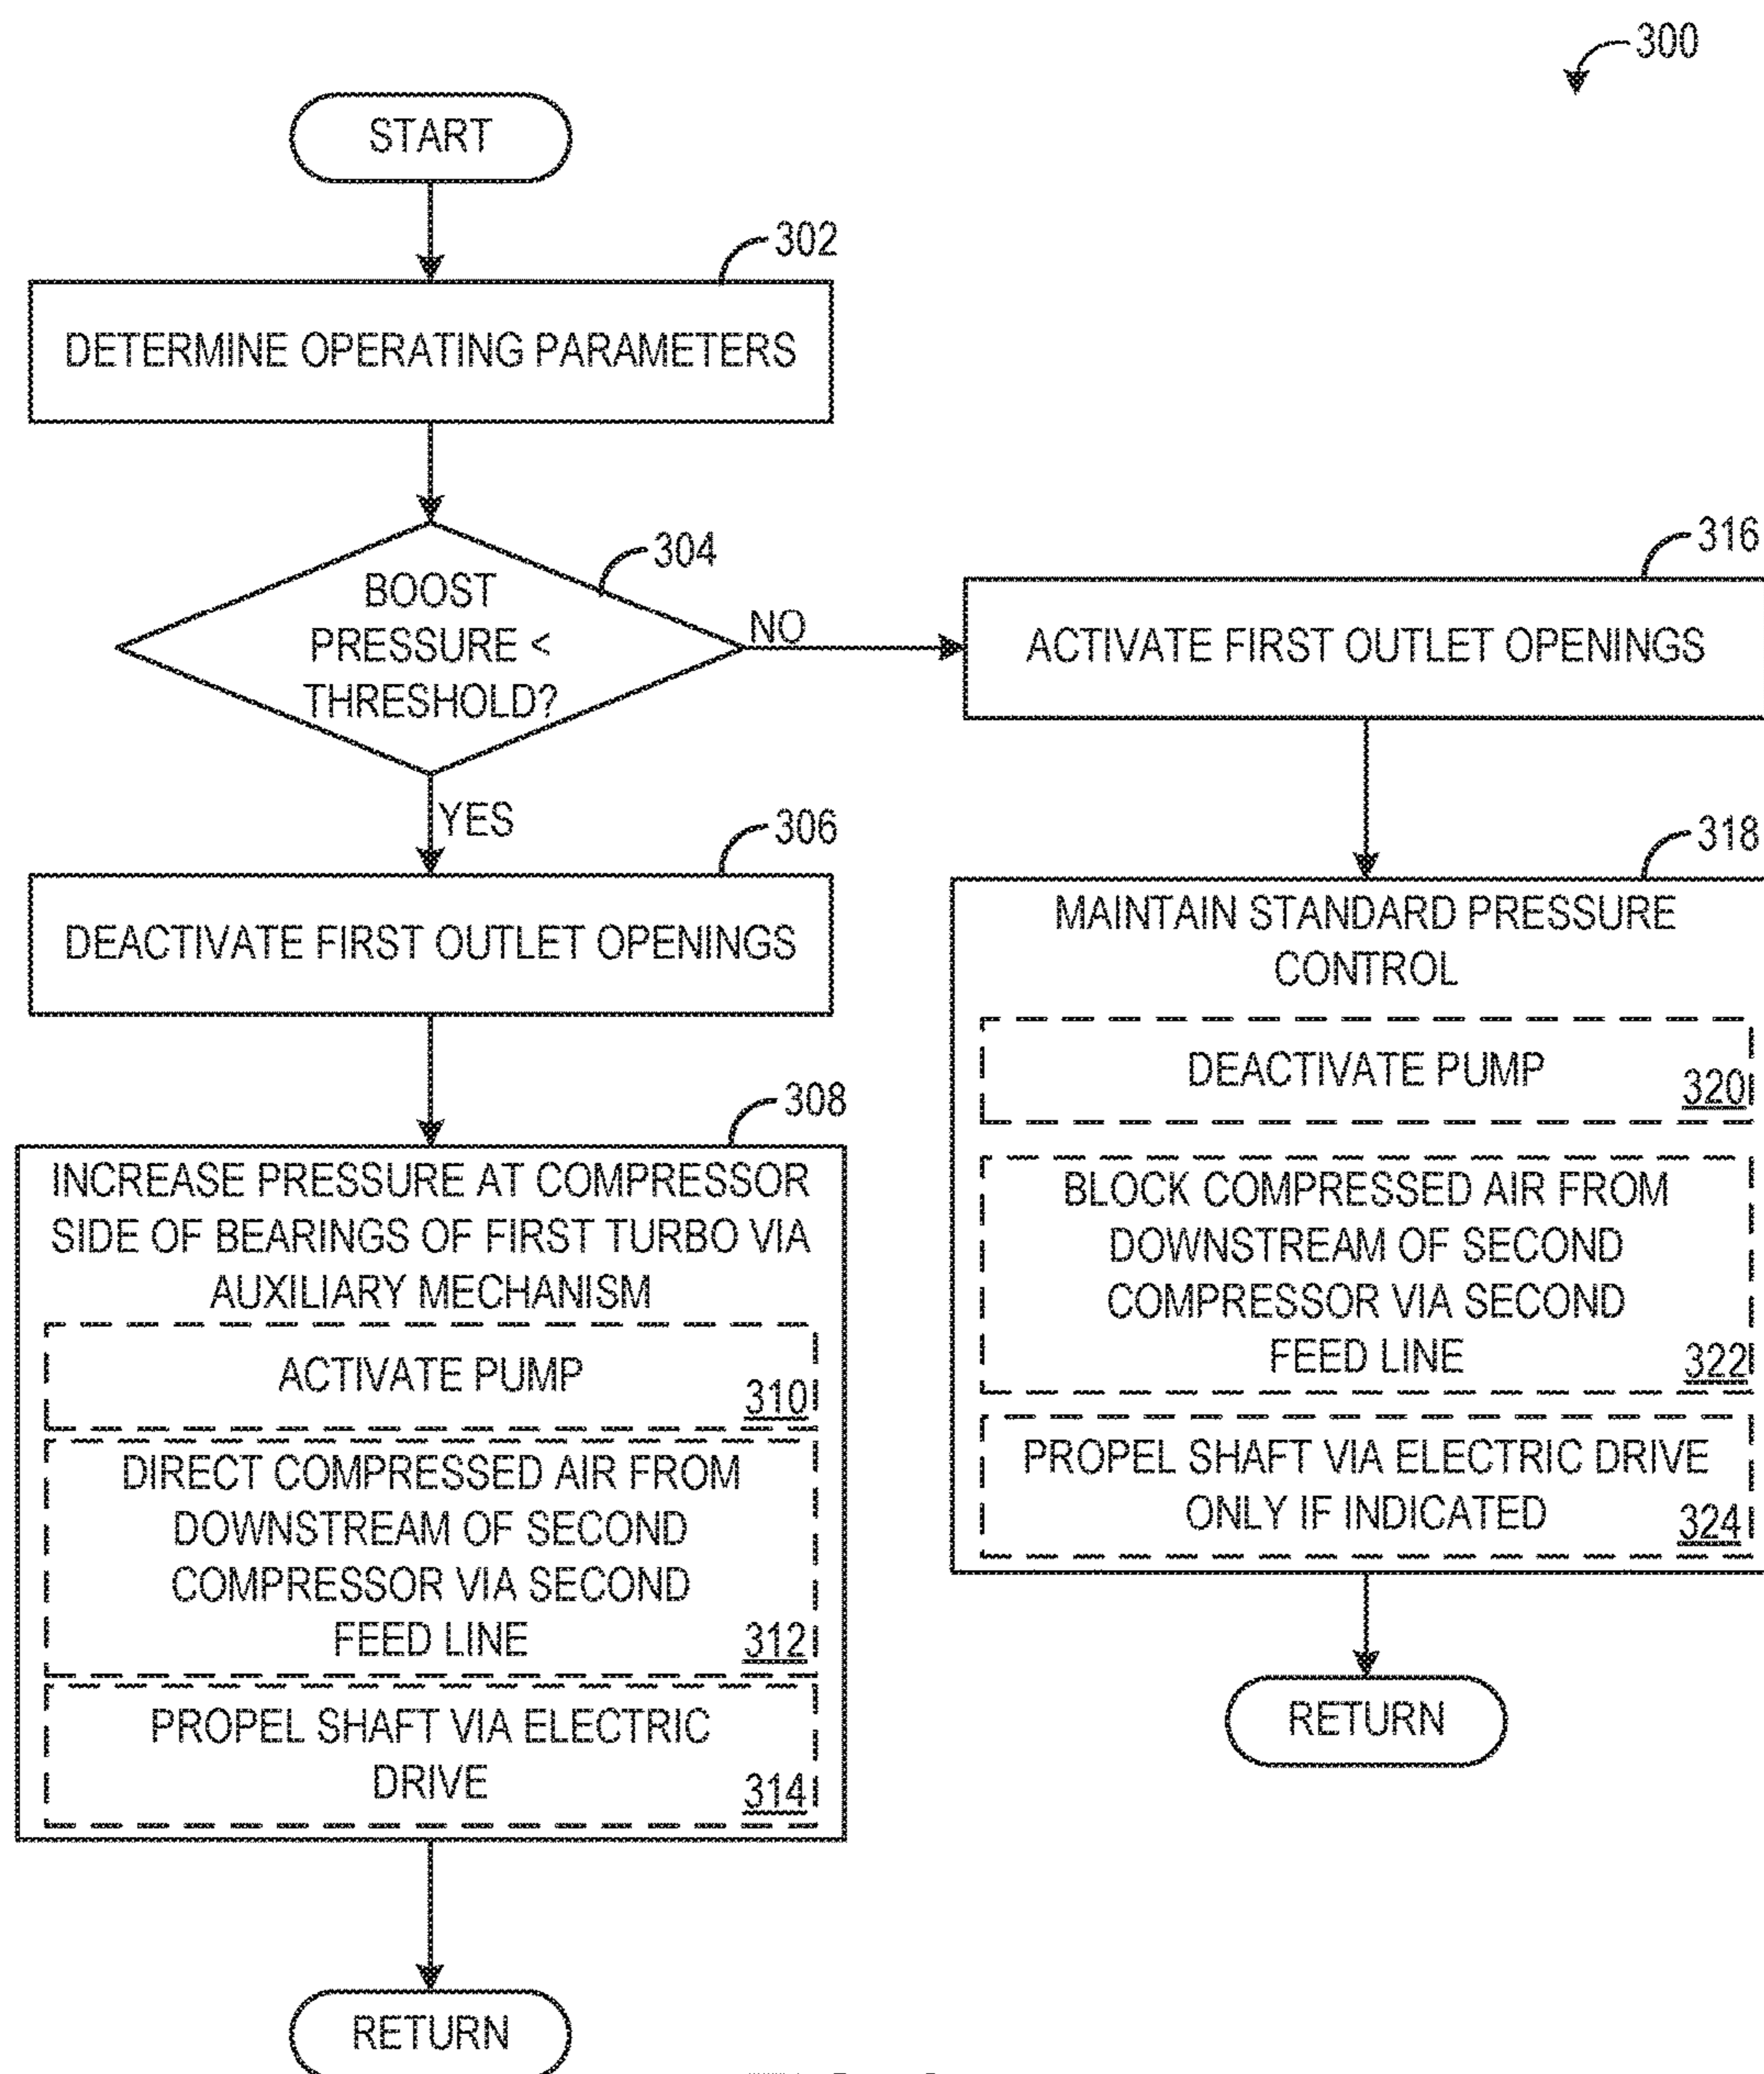 300
START
302
DETERMINE OPERATING PARAMETERS
304
BOOST
PRESSURE <
THRESHOLD?
NO
YES
316
ACTIVATE FIRST OUTLET OPENINGS
306
DEACTIVATE FIRST OUTLET OPENINGS
318
MAINTAIN STANDARD PRESSURE
CONTROL
DEACTIVATE PUMP
320
BLOCK COMPRESSED AIR FROM
DOWNSTREAM OF SECOND
COMPRESSOR VIA SECOND
FEED LINE
322
PROPEL SHAFT VIA ELECTRIC DRIVE
ONLY IF INDICATED
324
RETURN
308
INCREASE PRESSURE AT COMPRESSOR
SIDE OF BEARINGS OF FIRST TURBO VIA
AUXILIARY MECHANISM
ACTIVATE PUMP
310
DIRECT COMPRESSED AIR FROM
DOWNSTREAM OF SECOND
COMPRESSOR VIA SECOND
FEED LINE
312
PROPEL SHAFT VIA ELECTRIC
DRIVE
314
RETURN